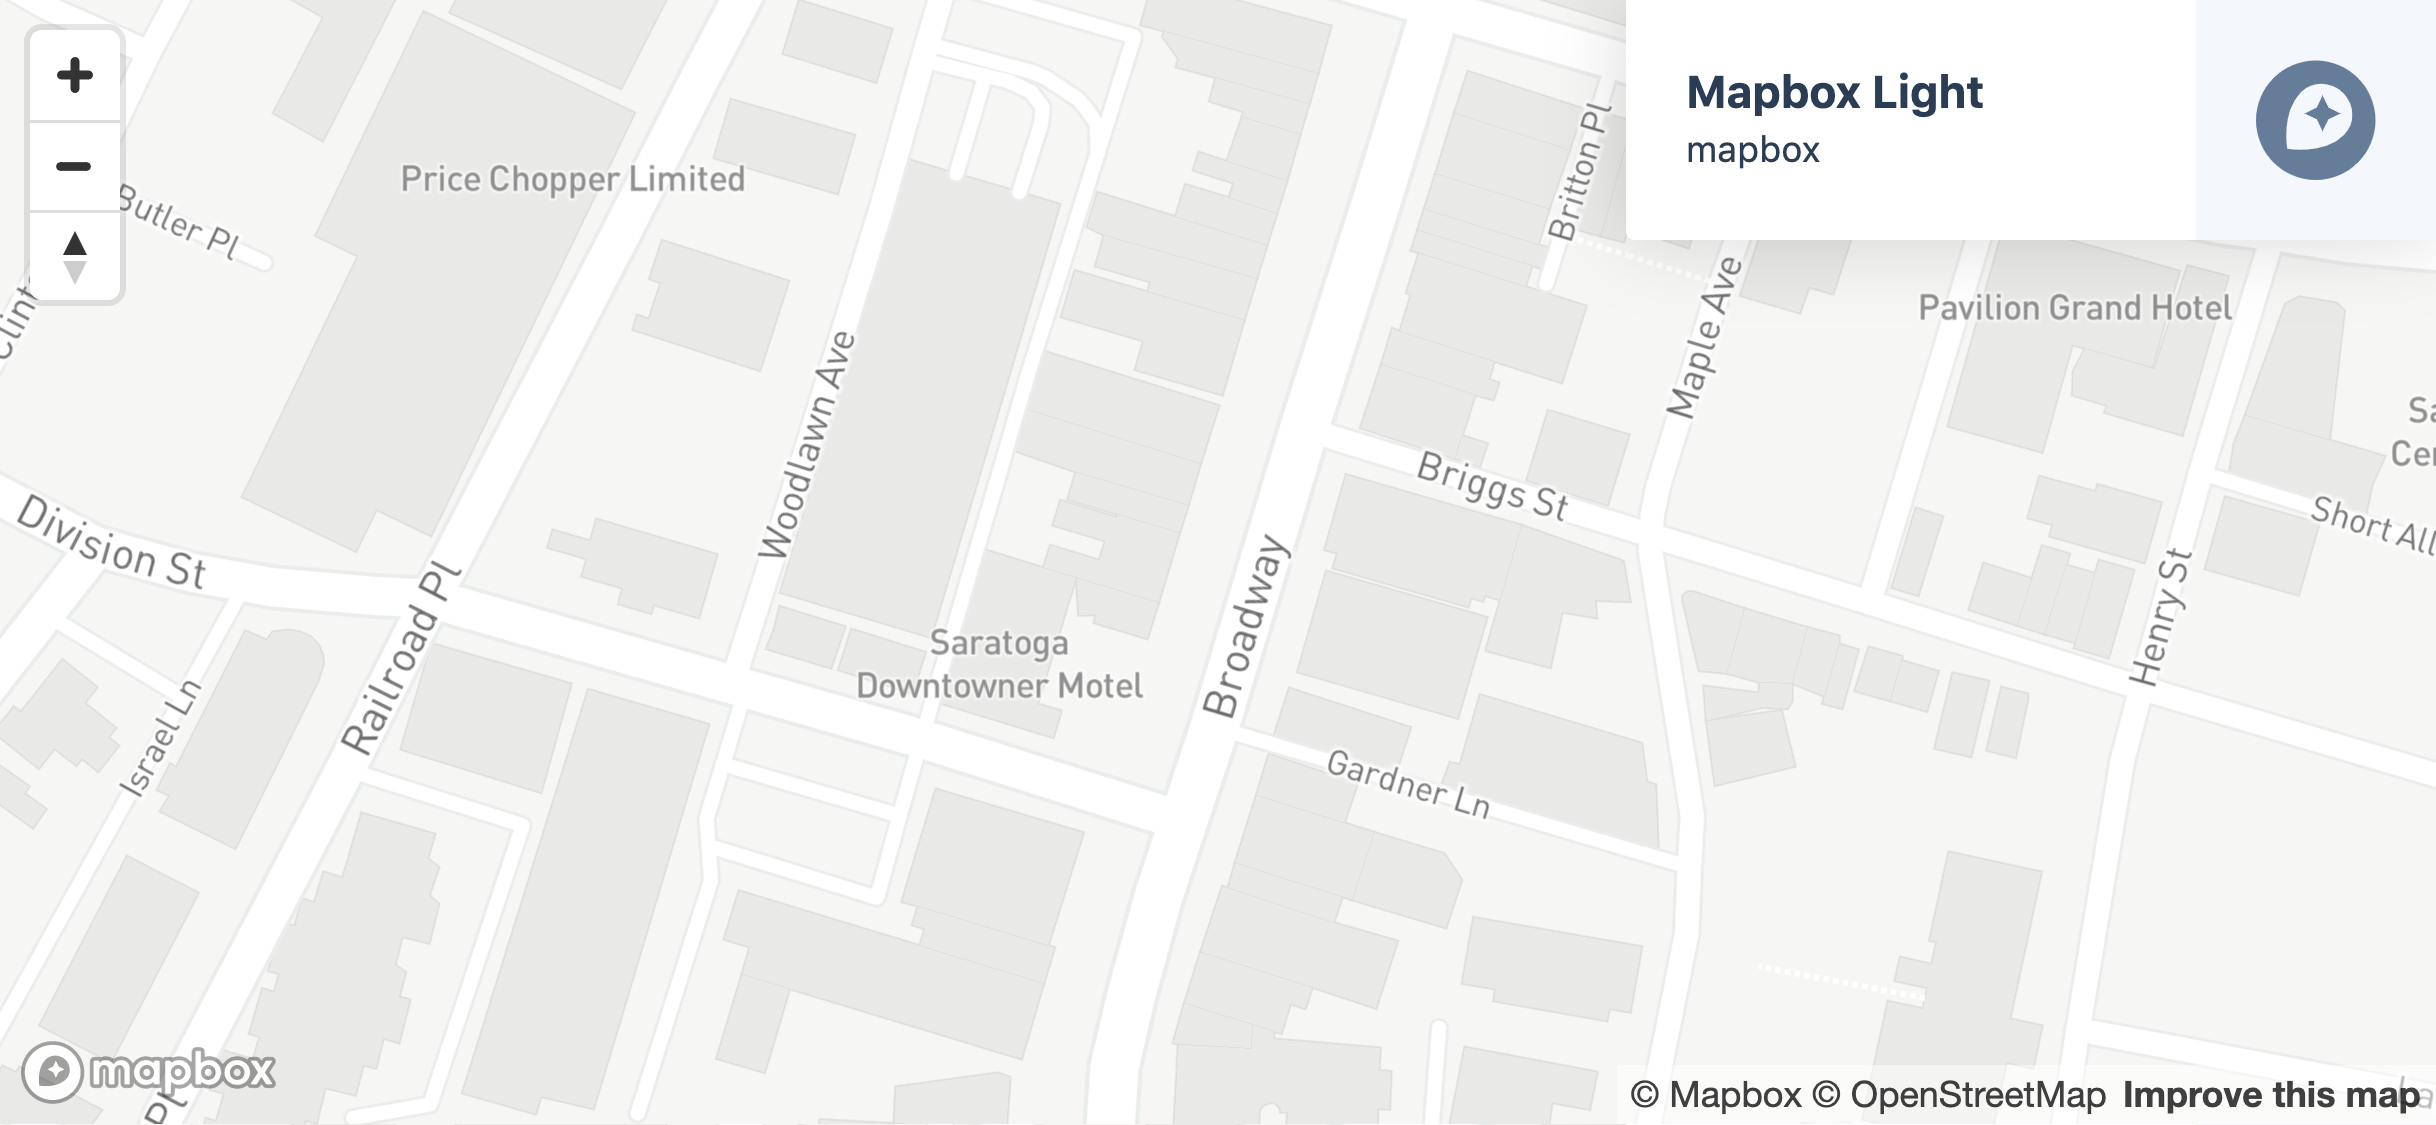 Mapbox Light
mapbox
Britton Pl
Price Chopper Limited
Butler Pl
Maple Ave
Pavilion Grand Hotel
Woodlawn Ave
Briggs St
Division St
Short
Broadway
Henry St
Railroad Pl
Saratoga
Downtowner Motel
Israel Ln
Gardner Ln
mapbox
Pl
© Mapbox © OpenStreetMap Improve this map